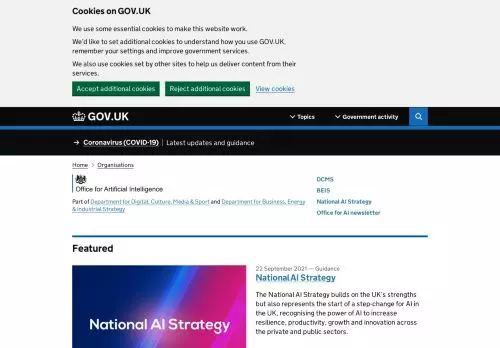 Cookies on GOV.UK
We use some essential cookies to make this website work.
We'd like to set additional cookies to understand how you use GOV.UK,
remember your settings and improve government services.
We also use cookies set by other sites to help us deliver content from their
services.
Accept additional cookies Reject additional cookies View cookies
GOV.UK Topics Government activity
→ Coronavirus (COVID-19) | Latest updates and guidance
Home > Organisations
Office for Artificial Intelligence
Part of Department for Digital, Culture, Media & Sport and Department for Business, Energy
& Industrial Strategy
DCMS
BEIS
National AI Strategy
Office for AI newsletter
Featured
National AI Strategy
22 September 2021 — Guidance
National AI Strategy
The National AI Strategy builds on the UK's strengths
but also represents the start of a step-change for AI in
the UK, recognising the power of AI to increase
resilience, productivity, growth and innovation across
the private and public sectors.